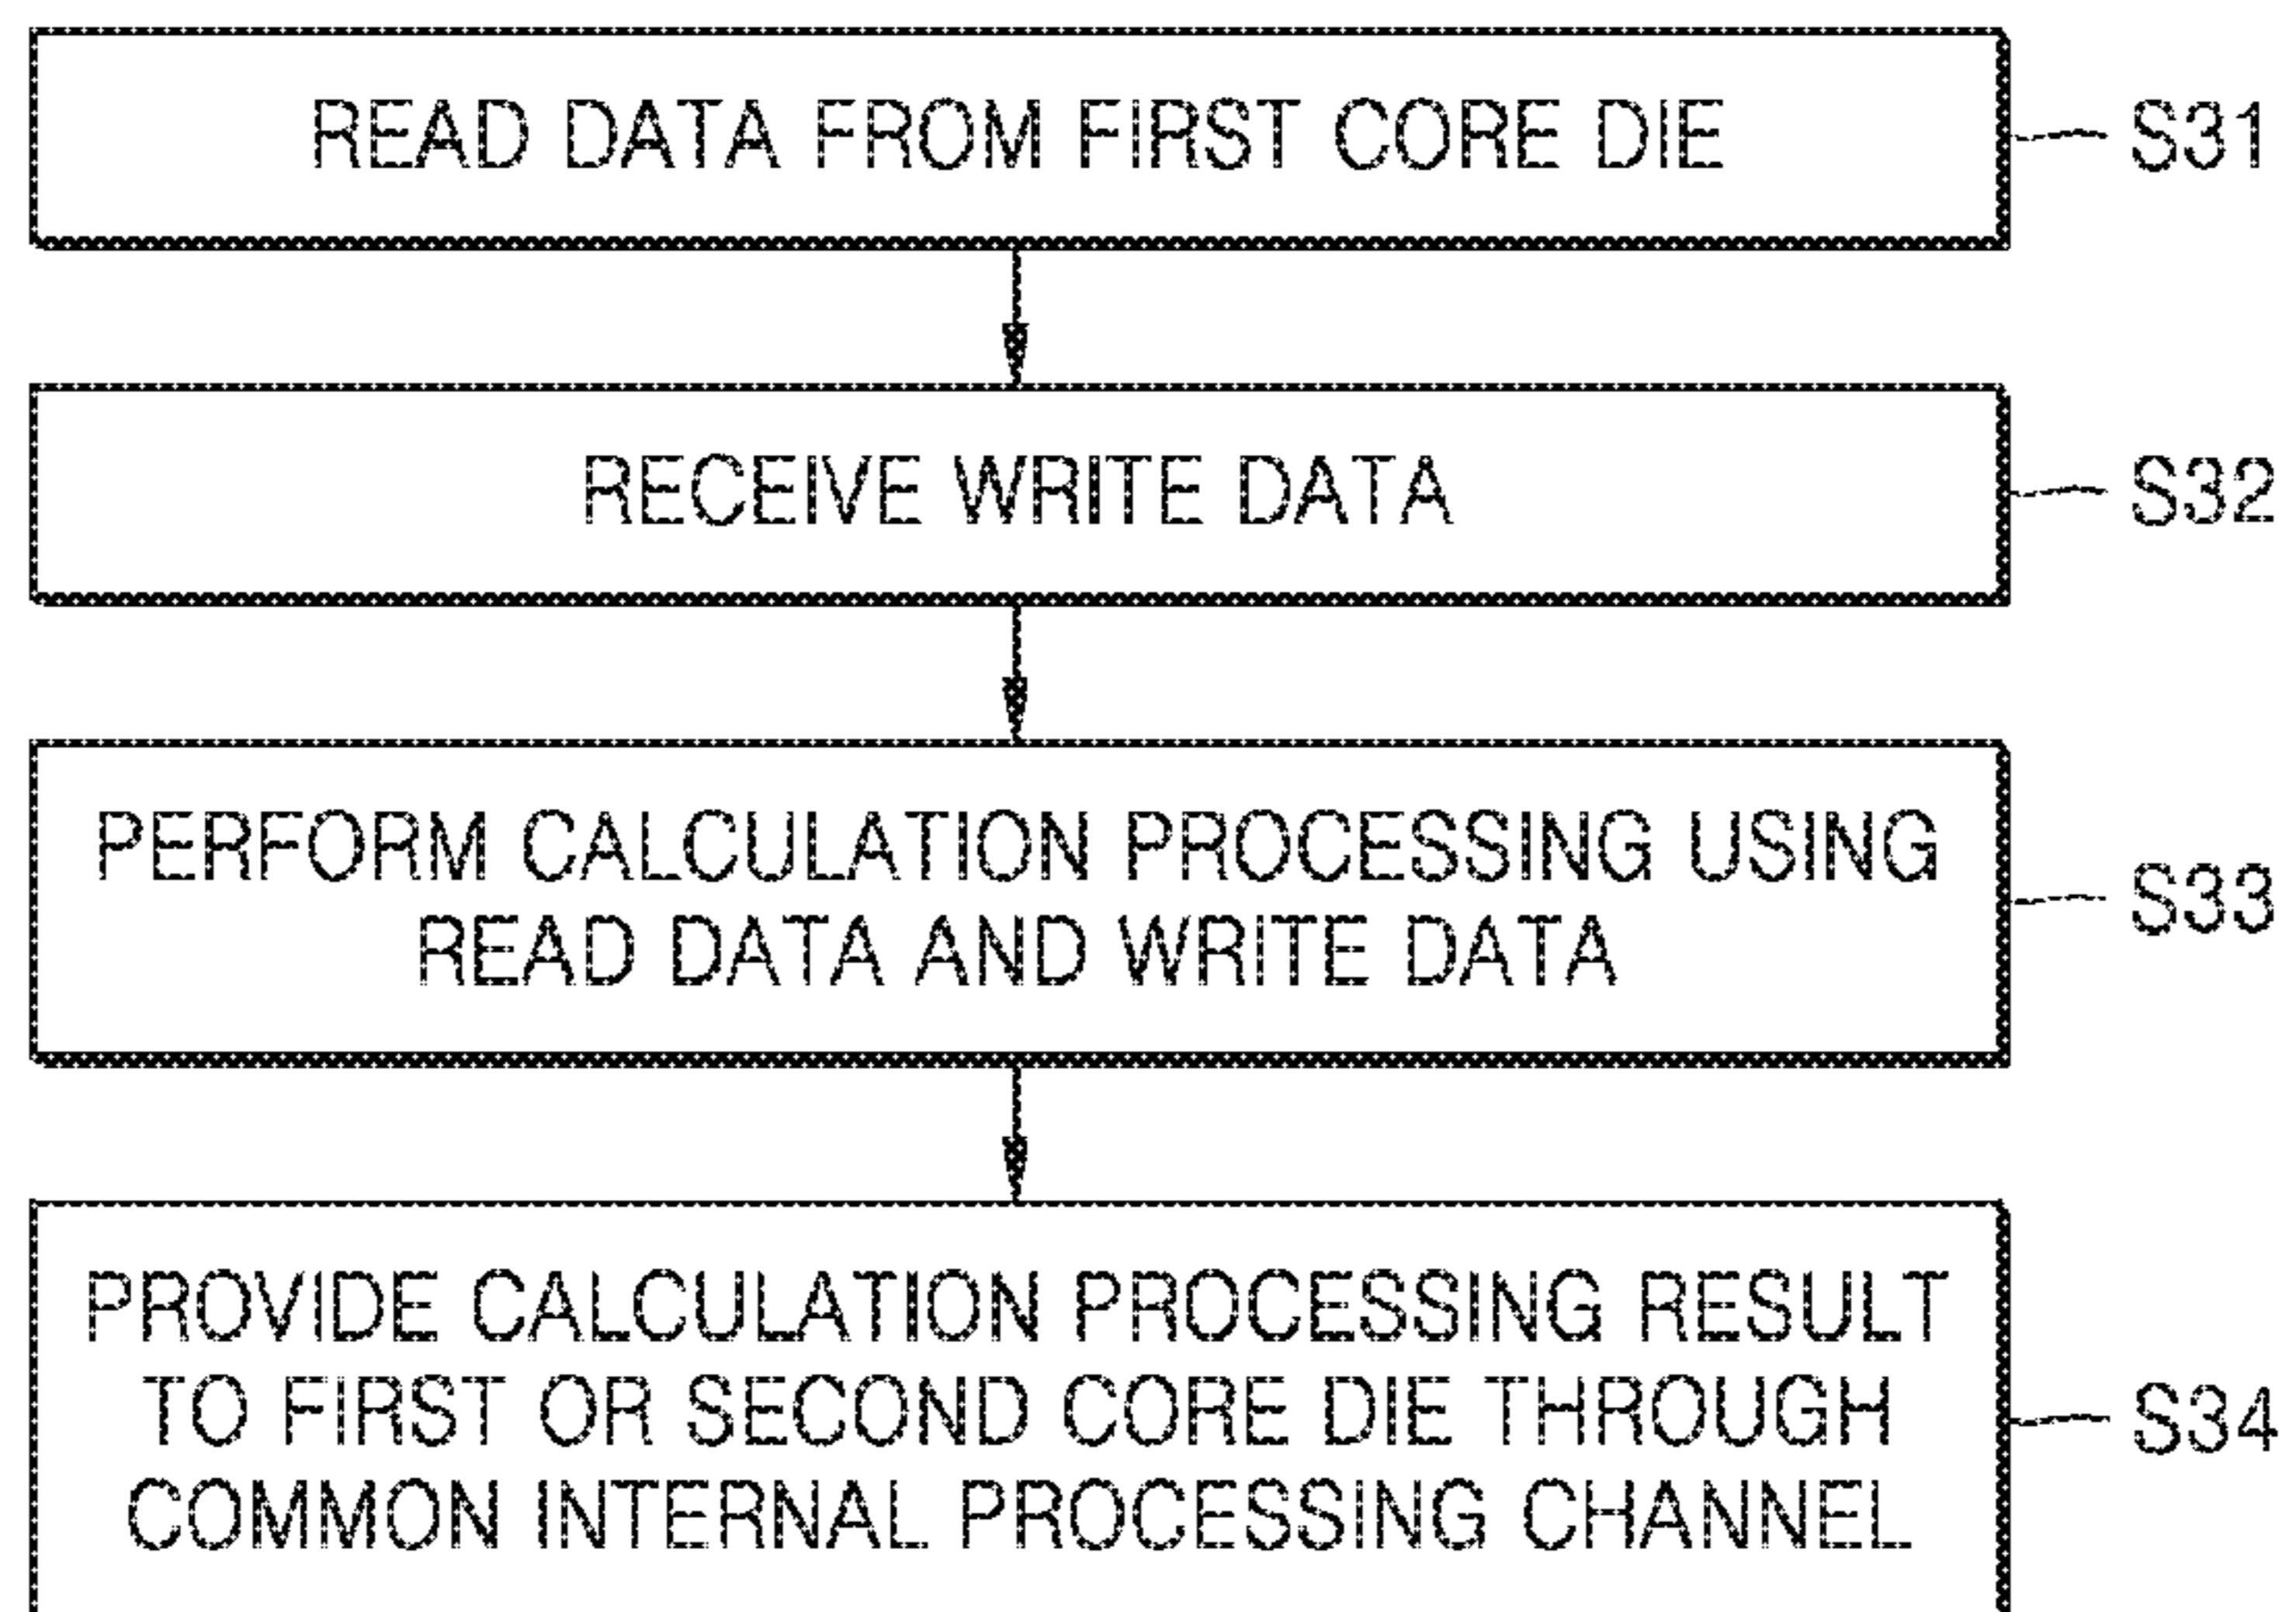 READ DATA FROM FIRST CORE DIE
S31
RECEIVE WRITE DATA
S32
PERFORM CALCULATION PROCESSING USING
READ DATA AND WRITE DATA
S33
PROVIDE CALCULATION PROCESSING RESULT
TO FIRST OR SECOND CORE DIE THROUGH
COMMON INTERNAL PROCESSING CHANNEL
S34